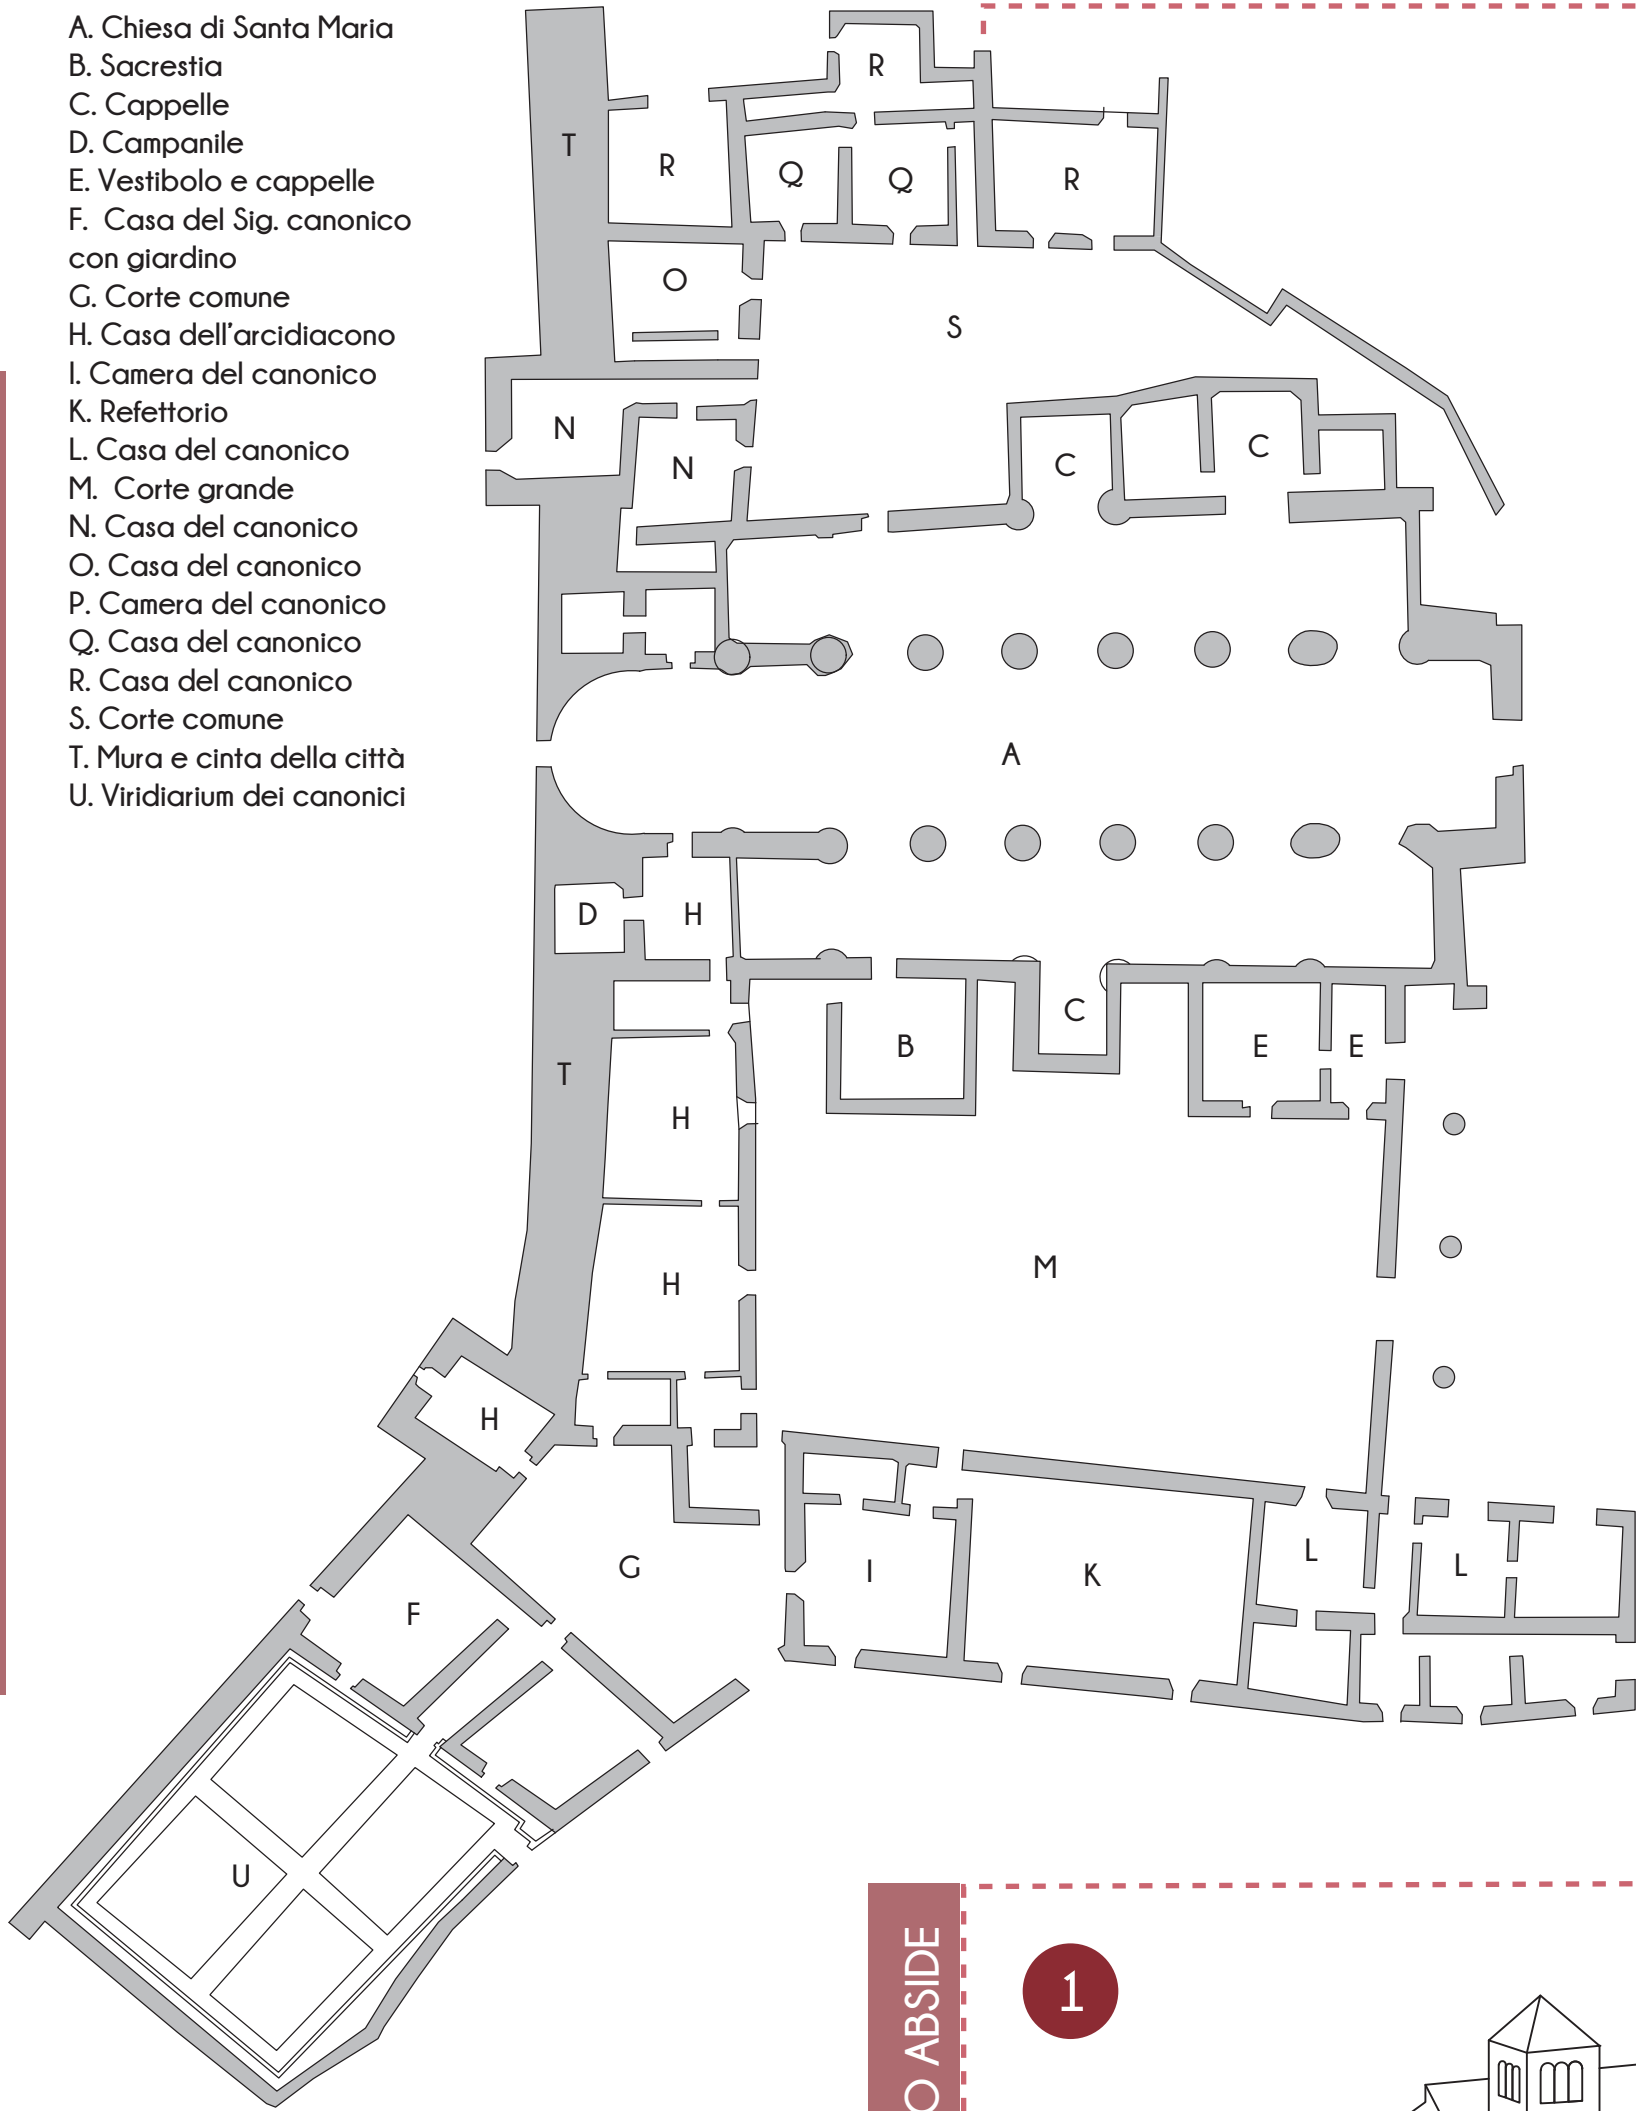 A. Chiesa di Santa Maria
B. Sacrestia
C. Cappelle
D. Campanile
E. Vestibolo e cappelle
F. Casa del Sig. canonico
con giardino
G. Corte comune
H. Casa dell'arcidiacono
I. Camera del canonico
K. Refettorio
L. Casa del canonico
M. Corte grande
N. Casa del canonico
O. Casa del canonico
P. Camera del canonico
Q. Casa del canonico
R. Casa del canonico
S. Corte comune
T. Mura e cinta della città
U. Viridiarium dei canonici
R
T
R
Q
Q
R
O
S
N
N
C
C
A
D
H
C
B
E
E
T
H
M
H
H
G
I
K
L
L
F
U
O ABSIDE
1